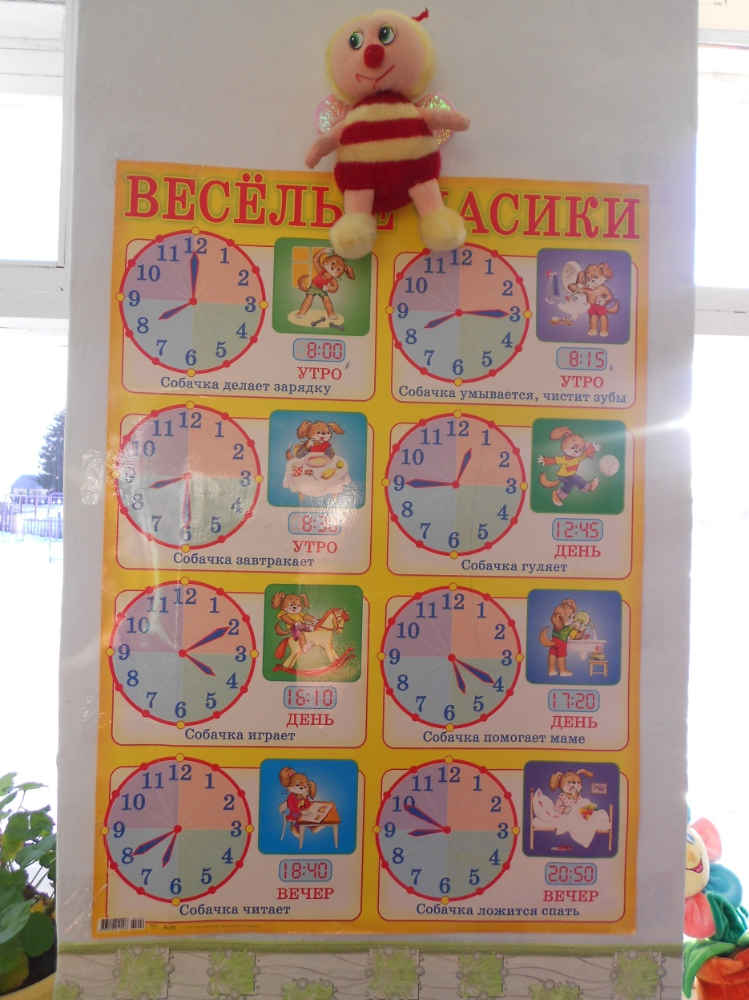 ВЕСЁЛЫЕ ЧАСИКИ
12 1 2 3 4 5 6 7 8 9 10 11
8:00
УТРО
Собачка делает зарядку
12 1 2 3 4 5 6 7 8 9 10 11
8:15
УТРО
Собачка умывается, чистит зубы
12 1 2 3 4 5 6 7 8 9 10 11
8:30
УТРО
Собачка завтракает
12 1 2 3 4 5 6 7 8 9 10 11
12:45
ДЕНЬ
Собачка гуляет
12 1 2 3 4 5 6 7 8 9 10 11
16:10
ДЕНЬ
Собачка играет
12 1 2 3 4 5 6 7 8 9 10 11
17:20
ДЕНЬ
Собачка помогает маме
12 1 2 3 4 5 6 7 8 9 10 11
18:40
ВЕЧЕР
Собачка читает
12 1 2 3 4 5 6 7 8 9 10 11
20:50
ВЕЧЕР
Собачка ложится спать